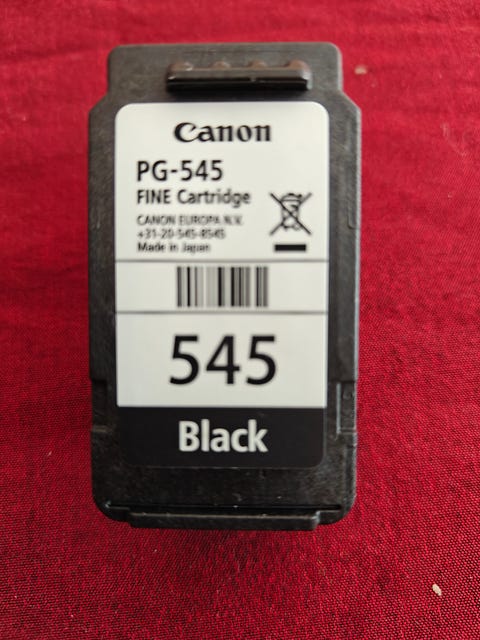 Canon
PG-545
FINE Cartridge
CANON EUROPA N.V.
+31-20-545-8545
Made in Japan
545
Black